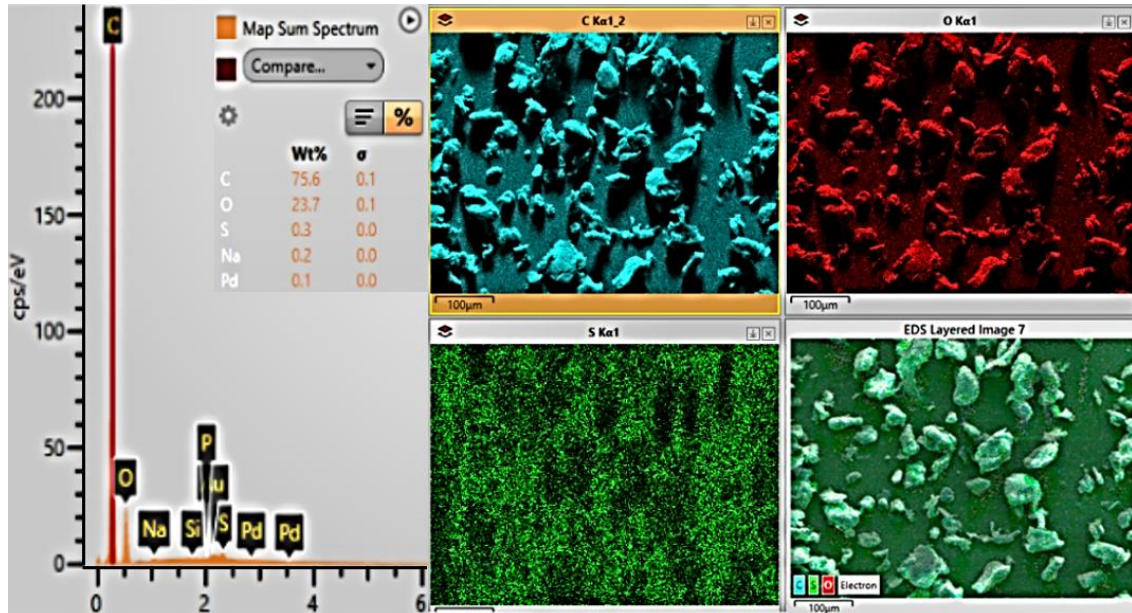 C
Map Sum Spectrum
Compare...
%
Wt% σ
C 75.6 0.1
O 23.7 0.1
S 0.3 0.0
Na 0.2 0.0
Pd 0.1 0.0
cps/eV
200
150
100
50
0
P
O
Na
Si
S
Pd
Pd
0
2
4
6
C Kα1_2
100μm
O Kα1
100μm
S Kα1
EDS Layered Image 7
C S O Electron
100μm